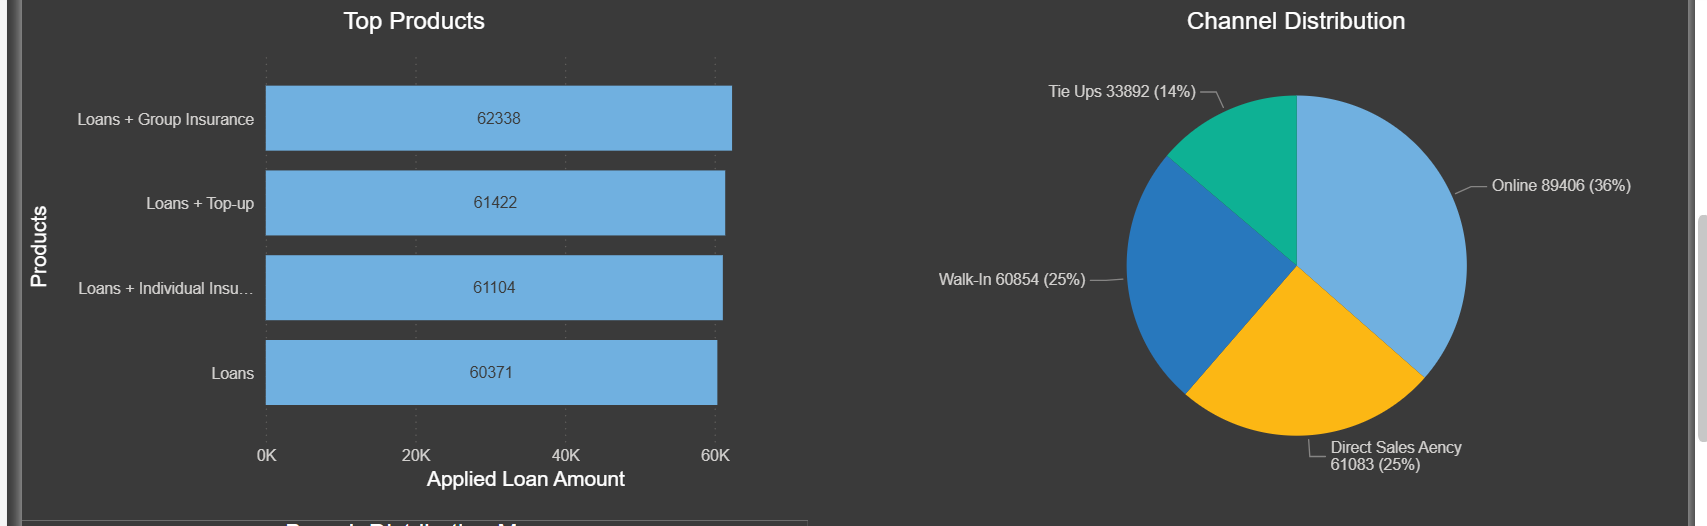 Top Products
Loans + Group Insurance
62338
Loans + Top-up
61422
Loans + Individual Insu...
61104
Loans
60371
Products
0K 20K 40K 60K
Applied Loan Amount
Channel Distribution
Tie Ups 33892 (14%)
Online 89406 (36%)
Walk-In 60854 (25%)
Direct Sales Aency
61083 (25%)